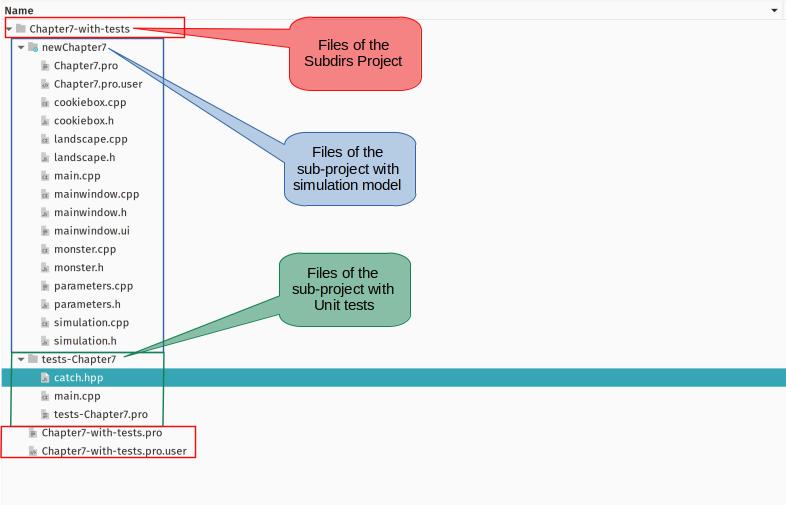 Name
Chapter7-with-tests
newChapter7
Chapter7.pro
Chapter7.pro.user
cookiebox.cpp
cookiebox.h
landscape.cpp
landscape.h
main.cpp
mainwindow.cpp
mainwindow.h
mainwindow.ui
monster.cpp
monster.h
parameters.cpp
parameters.h
simulation.cpp
simulation.h
tests-Chapter7
catch.hpp
main.cpp
tests-Chapter7.pro
Chapter7-with-tests.pro
Chapter7-with-tests.pro.user
Files of the
Subdirs Project
Files of the
sub-project with
simulation model
Files of the
sub-project with
Unit tests